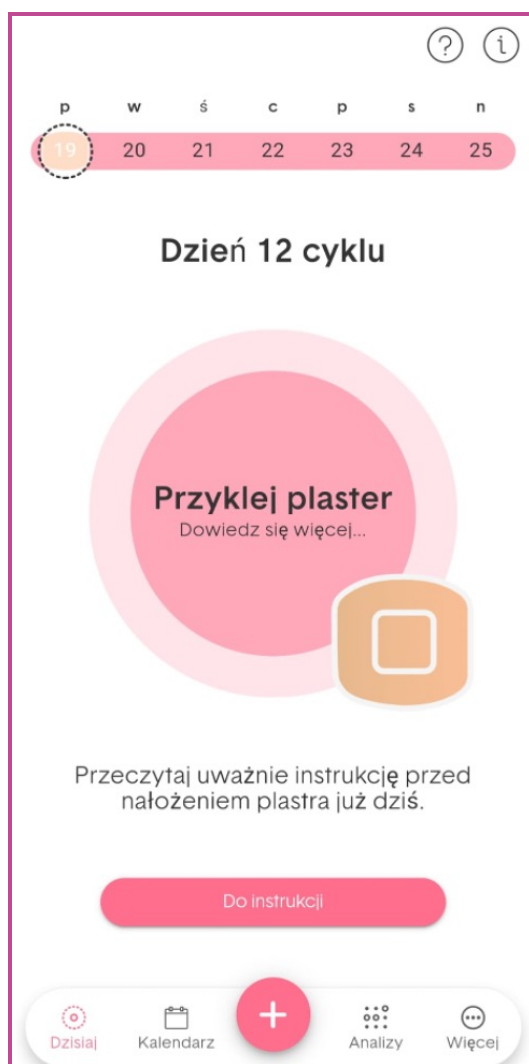 ? i
p w ś c p s n
19 20 21 22 23 24 25
Dzień 12 cyklu
Przyklej plaster
Dowiedz się więcej...
Przeczytaj uważnie instrukcję przed
nałożeniem plastra już dziś.
Do instrukcji
Dzisiaj Kalendarz + Analizy Więcej